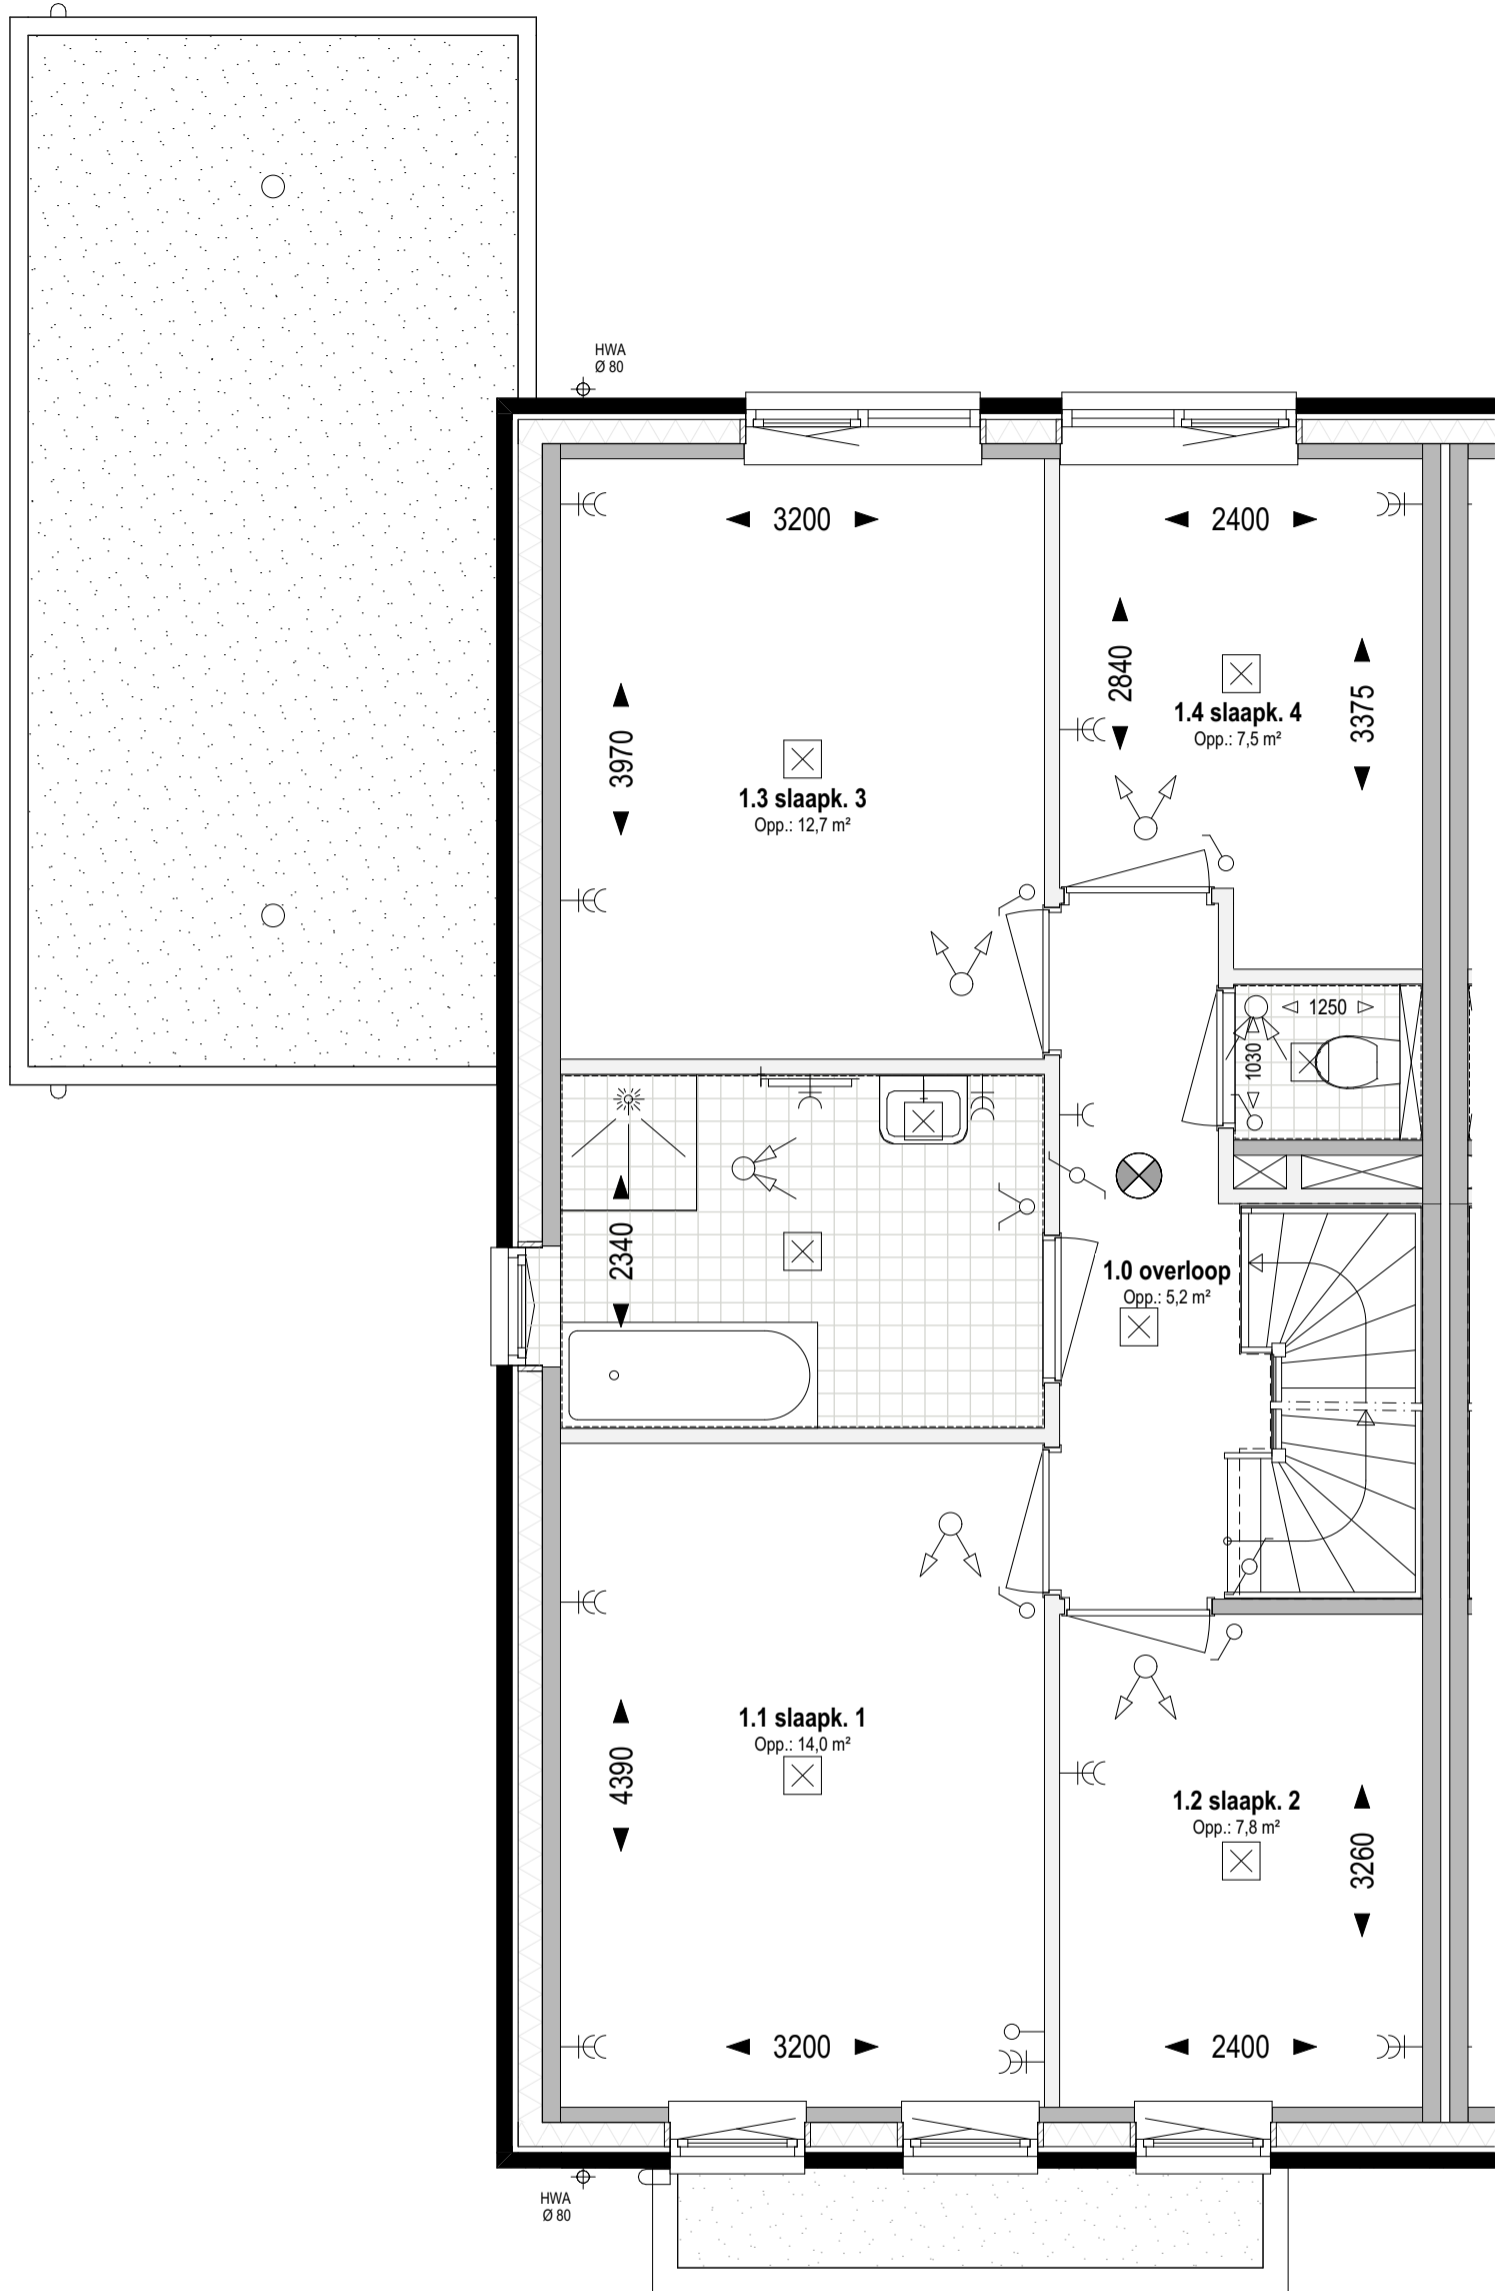 HWA
Ø 80
3200
2400
2840
3375
3970
1.4 slaapk. 4
Opp.: 7,5 m²
1.3 slaapk. 3
Opp.: 12,7 m²
1250
1030
2340
1.0 overloop
Opp.: 5,2 m²
1.1 slaapk. 1
Opp.: 14,0 m²
4390
1.2 slaapk. 2
Opp.: 7,8 m²
3260
3200
2400
HWA
Ø 80